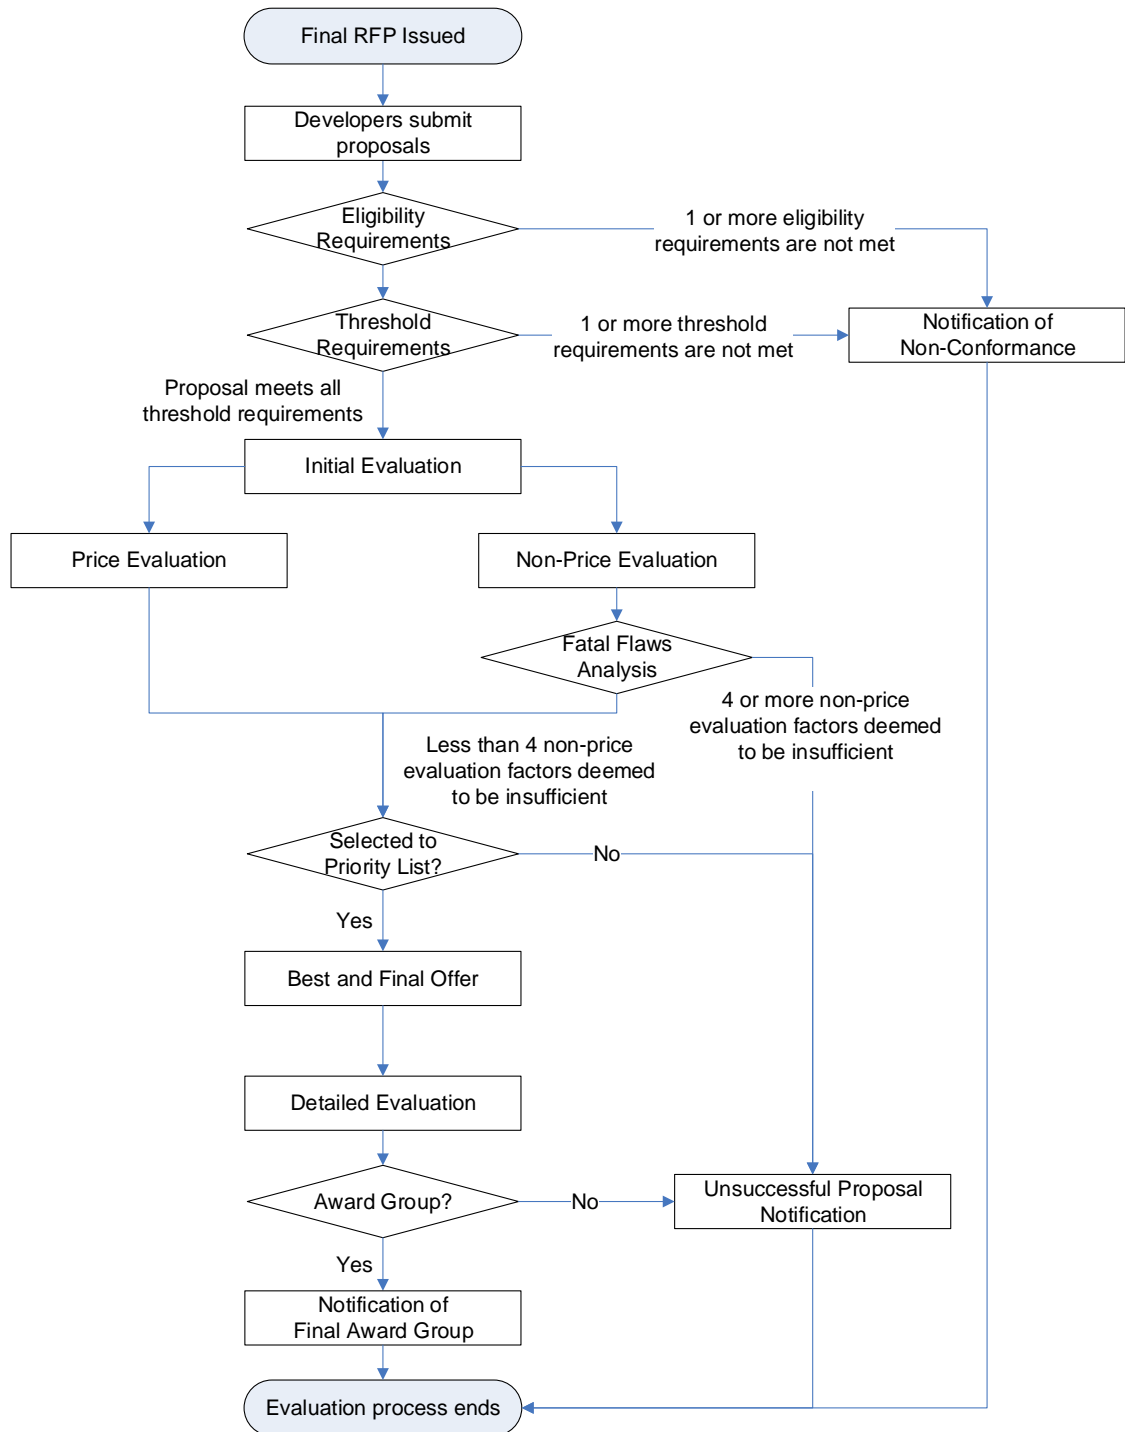 Final RFP Issued
Developers submit
proposals
Eligibility
Requirements
1 or more eligibility
requirements are not met
Threshold
Requirements
1 or more threshold
requirements are not met
Notification of
Non-Conformance
Proposal meets all
threshold requirements
Initial Evaluation
Price Evaluation
Non-Price Evaluation
Fatal Flaws
Analysis
4 or more non-price
evaluation factors deemed
to be insufficient
Less than 4 non-price
evaluation factors deemed
to be insufficient
Selected to
Priority List?
No
Yes
Best and Final Offer
Detailed Evaluation
Award Group?
No
Unsuccessful Proposal
Notification
Yes
Notification of
Final Award Group
Evaluation process ends